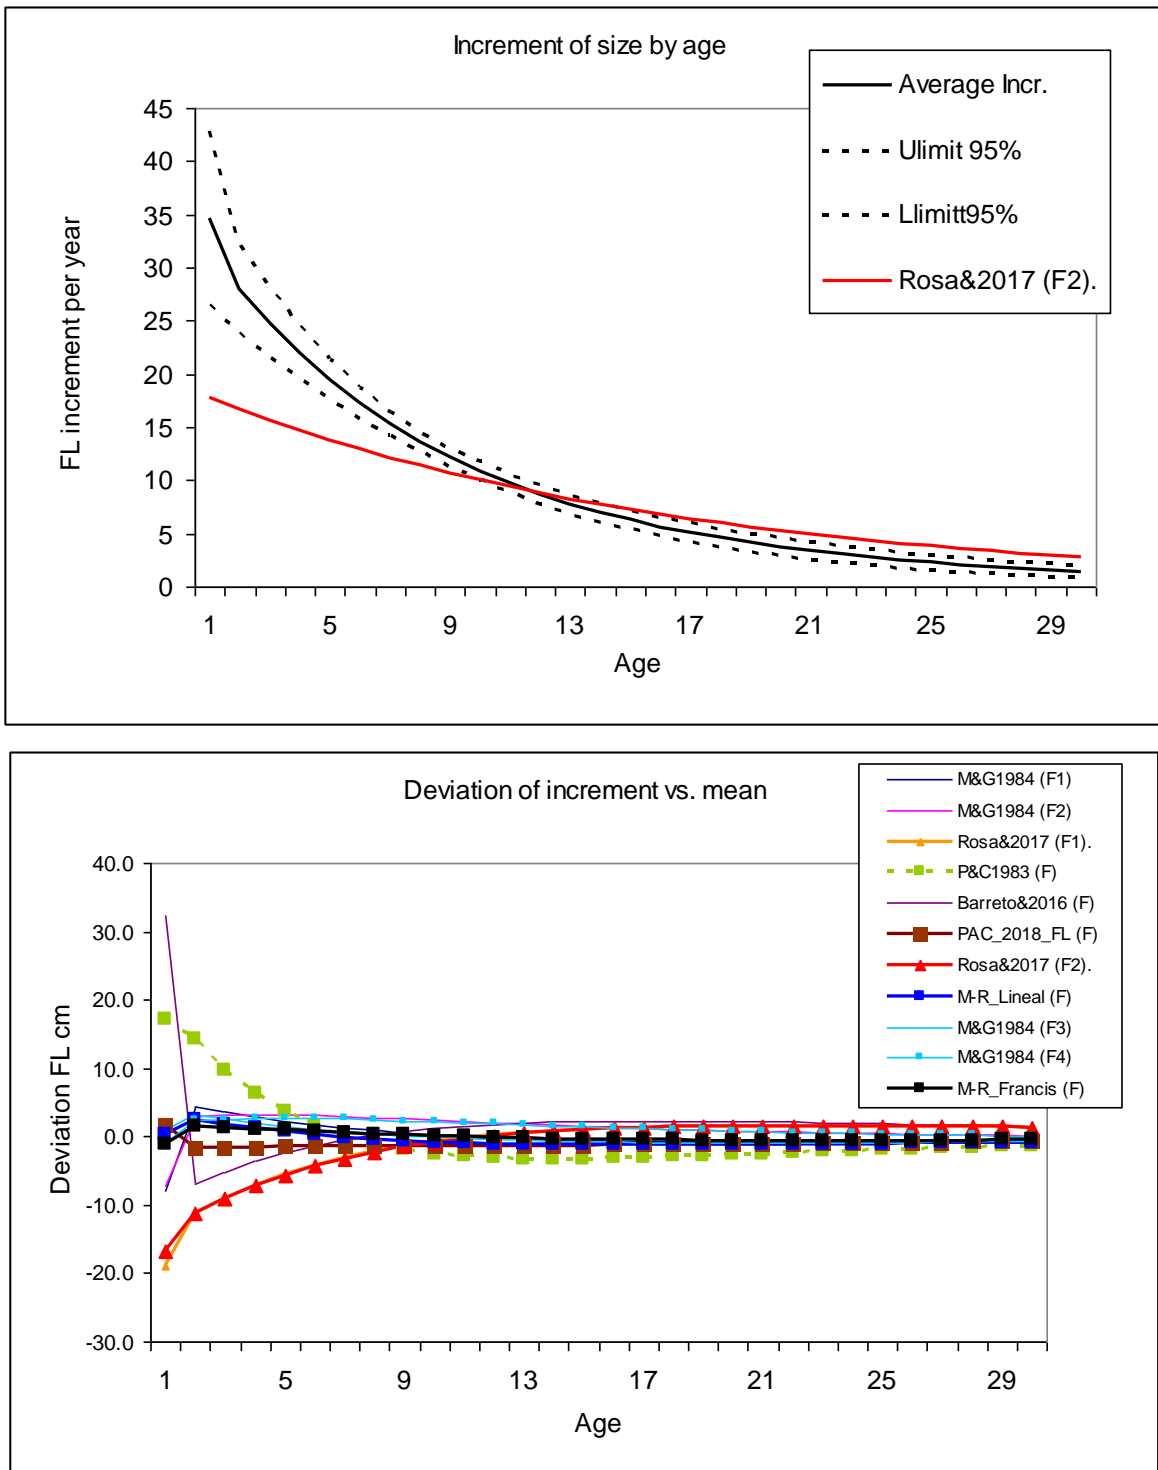 Increment of size by age
Average Incr.
Ulimit 95%
Llimitt95%
Rosa&2017 (F2).
FL increment per year
45
40
35
30
25
20
15
10
5
0
1 5 9 13 17 21 25 29
Age
Deviation of increment vs. mean
M&G1984 (F1)
M&G1984 (F2)
Rosa&2017 (F1).
P&C1983 (F)
Barreto&2016 (F)
PAC_2018_FL (F)
Rosa&2017 (F2).
M-R_Lineal (F)
M&G1984 (F3)
M&G1984 (F4)
M-R_Francis (F)
Deviation FL cm
40.0
30.0
20.0
10.0
0.0
-10.0
-20.0
-30.0
1 5 9 13 17 21 25 29
Age